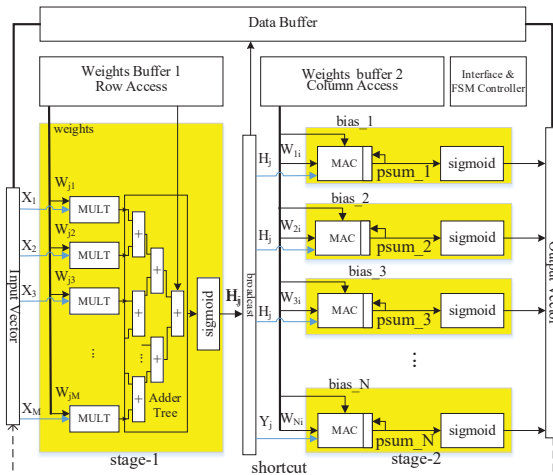 Data Buffer
Weights Buffer 1
Row Access
Weights buffer 2
Column Access
Interface &
FSM Controller
weights
bias_1
W1i
Hj
MAC
psum_1
sigmoid
Wj1
X1
MULT
bias_2
W2i
Hj
MAC
psum_2
sigmoid
Wj2
X2
MULT
+
+
bias_3
W3i
Hj
MAC
psum_3
sigmoid
Wj3
X3
MULT
+
+
sigmoid
Hj
broadcast
Input Vector
Output Vector
...
...
+
+
Adder
Tree
...
bias_N
WNi
Yj
MAC
psum_N
sigmoid
WjM
XM
MULT
stage-1
shortcut
stage-2